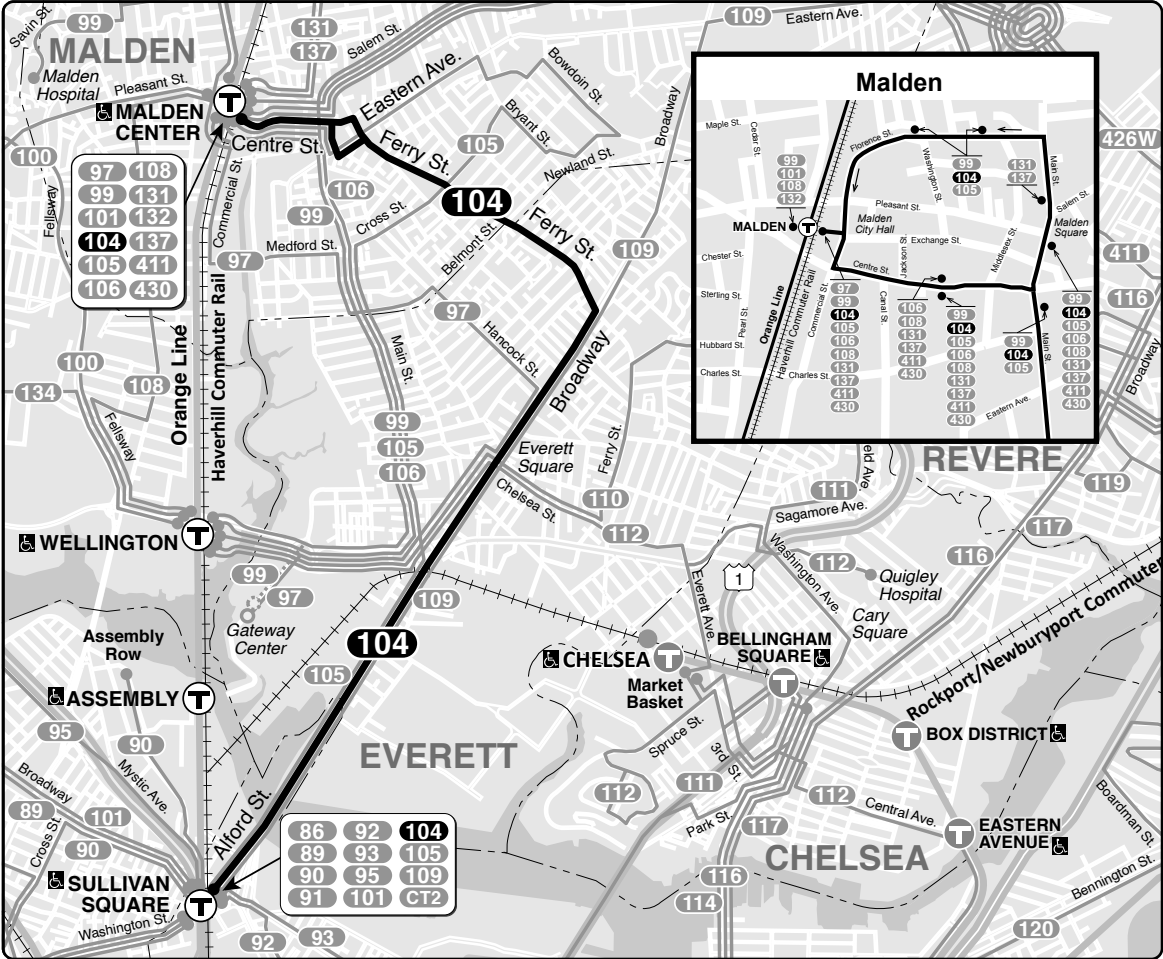 99
131
137
109
Eastern Ave.
Savin St.
MALDEN
Salem St.
Malden
Hospital
Pleasant St.
Eastern Ave.
Bowdoin St.
Broadway
T
MALDEN
CENTER
Centre St.
Ferry St.
Bryant St.
105
Newland St.
100
97 108
99 131
101 132
104 137
105 411
106 430
Fellsway
Commercial St.
106
99
Cross St.
104
Ferry St.
Medford St.
97
Belmont St.
109
97
Hancock St.
Orange Line
Haverhill Commuter Rail
Main St.
100
108
134
Fellsway
Broadway
99
105
106
Everett
Square
Ferry St.
Chelsea St.
110
112
WELLINGTON
T
99
97
Gateway
Center
109
104
105
Assembly
Row
ASSEMBLY
T
95
90
Mystic Ave.
Broadway
89
101
Cross St.
90
EVERETT
Alford St.
86 92 104
89 93 105
90 95 109
91 101 CT2
SULLIVAN
SQUARE
T
Washington St.
92
93
Malden
Maple St.
Cedar St.
Florence St.
Washington St.
99
104
105
131
137
Main St.
Salem St.
99
101
108
132
Pleasant St.
MALDEN
T
Malden
City Hall
Malden
Square
Jackson St.
Exchange St.
Middlesex St.
Chester St.
Centre St.
Sterling St.
Pearl St.
Orange Line
Haverhill Commuter Rail
Commercial St.
Canal St.
Hubbard St.
Charles St.
Charles St.
97
99
104
105
106
108
131
137
411
430
106
108
131
137
411
430
99
104
105
106
108
131
137
411
430
99
104
105
Main St.
Eastern Ave.
99
104
105
106
108
131
137
411
430
426W
411
116
Broadway
REVERE
eld Ave
119
111
Sagamore Ave.
117
116
Washington Ave.
112
Quigley
Hospital
1
Everett Ave.
Cary
Square
BELLINGHAM
SQUARE
T
CHELSEA
T
Market
Basket
Rockport/Newburyport Commuter
T
BOX DISTRICT
Spruce St.
3rd St.
112
111
112
Central Ave.
Park St.
117
T
EASTERN
AVENUE
CHELSEA
116
114
Boardman St.
Bennington St.
120